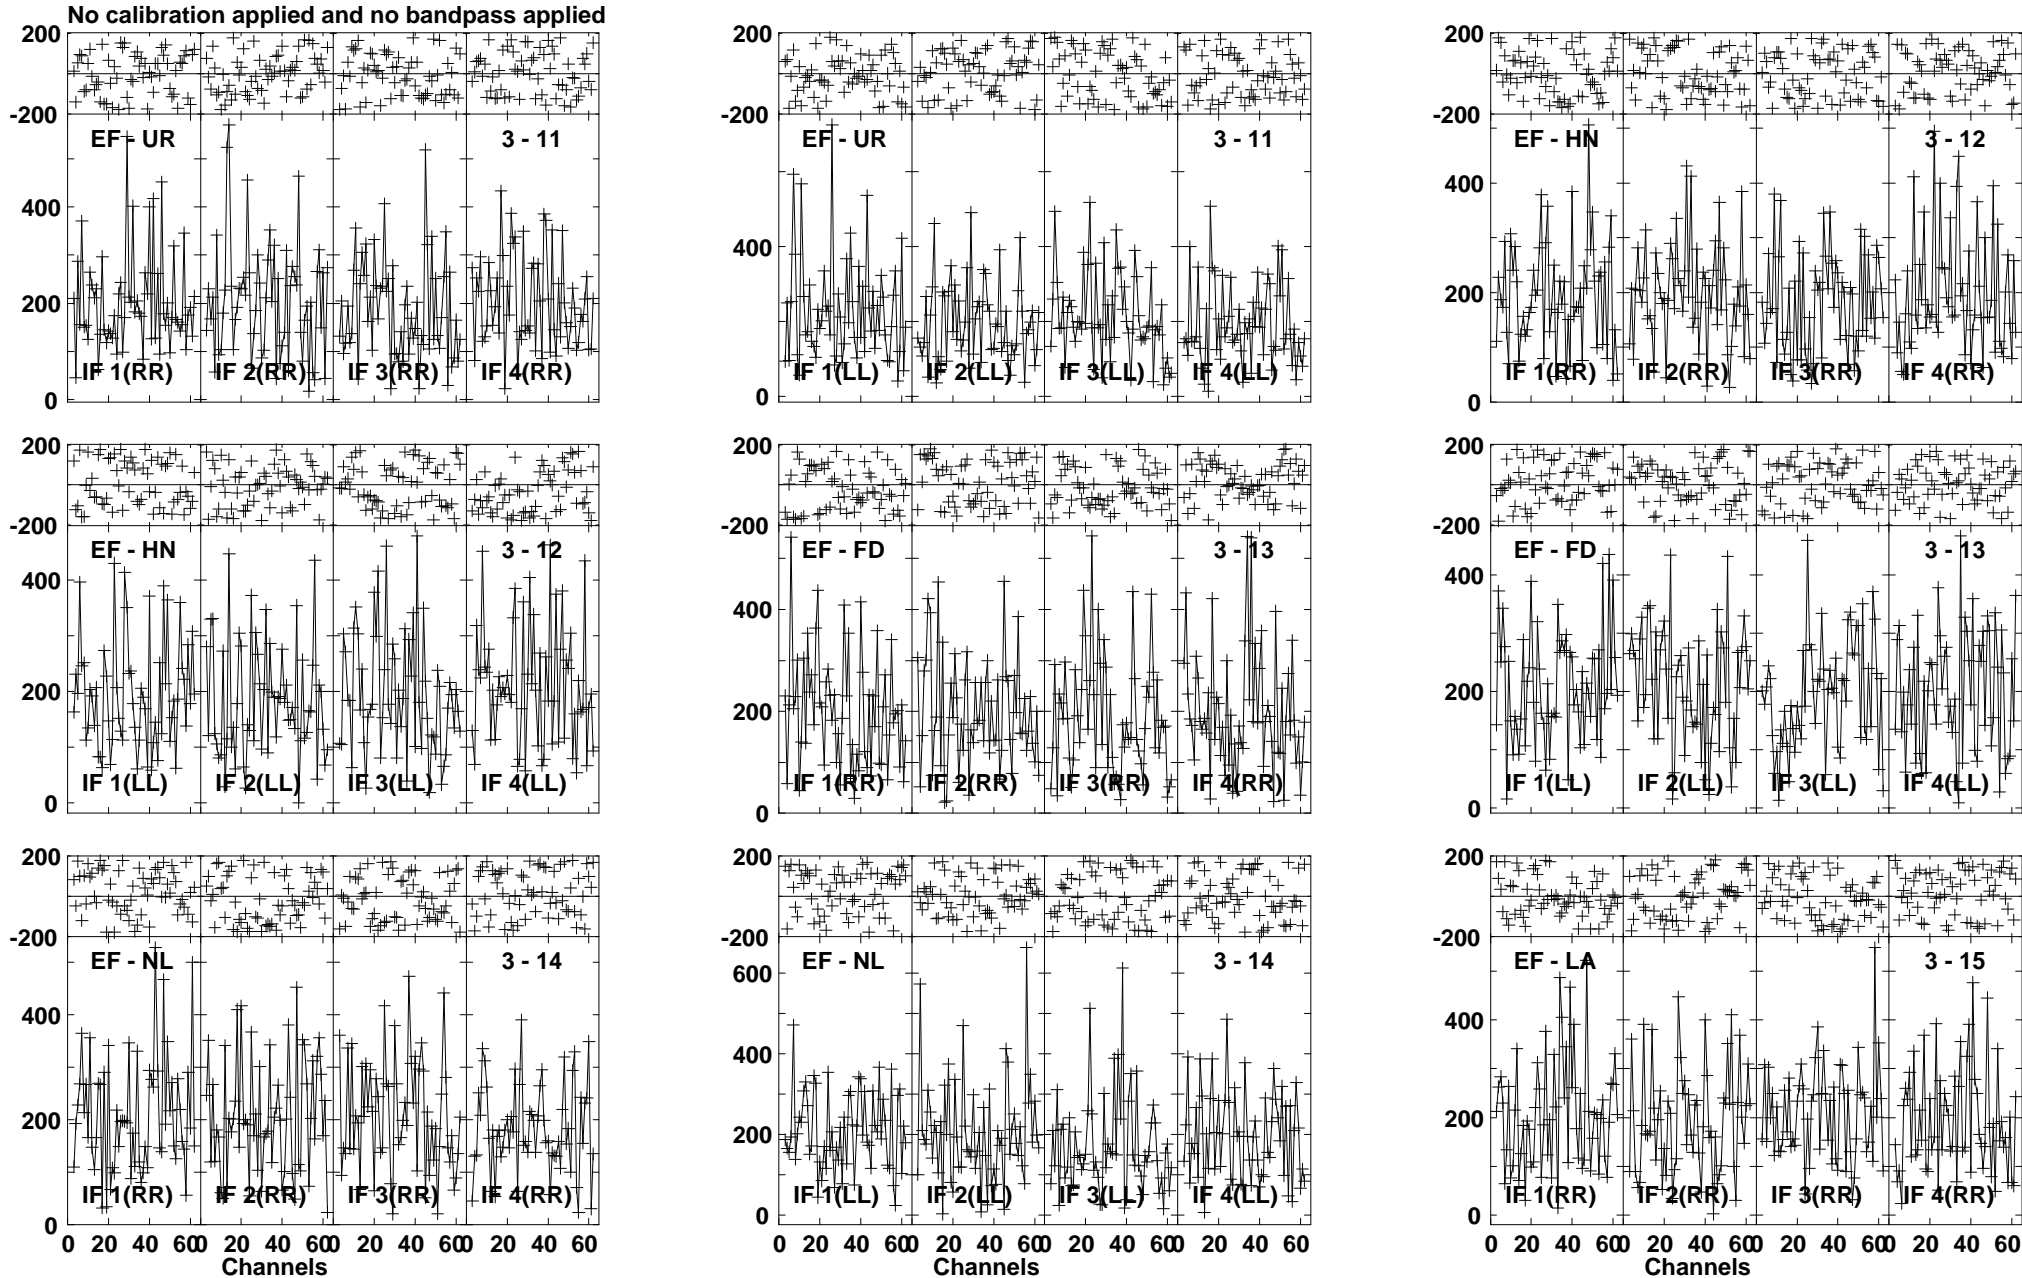 No calibration applied and no bandpass applied
200 200 200
-200 -200 -200
EF - UR 3 - 11 EF - UR 3 - 11 EF - HN 3 - 12
400 400 400
200 200
0 0 0
IF 1(RR) IF 2(RR) IF 3(RR) IF 4(RR) IF 1(LL) IF 2(LL) IF 3(LL) IF 4(LL) IF 1(RR) IF 2(RR) IF 3(RR) IF 4(RR)
200 200 200
-200 -200 -200
EF - HN 3 - 12 EF - FD 3 - 13 EF - FD 3 - 13
400 400 400
200 200 200
0 0 0
IF 1(LL) IF 2(LL) IF 3(LL) IF 4(LL) IF 1(RR) IF 2(RR) IF 3(RR) IF 4(RR) IF 1(LL) IF 2(LL) IF 3(LL) IF 4(LL)
200 200 200
-200 -200 -200
EF - NL 3 - 14 EF - NL 3 - 14 EF - LA 3 - 15
600
400 400 400
200 200 200
0 0 0
IF 1(RR) IF 2(RR) IF 3(RR) IF 4(RR) IF 1(LL) IF 2(LL) IF 3(LL) IF 4(LL) IF 1(RR) IF 2(RR) IF 3(RR) IF 4(RR)
0 20 40 60 0 20 40 60 0 20 40 60 0 20 40 60 0 20 40 60 0 20 40 60 0 20 40 60 0 20 40 60 0 20 40 60 0 20 40 60 0 20 40 60 0 20 40 60
Channels Channels Channels